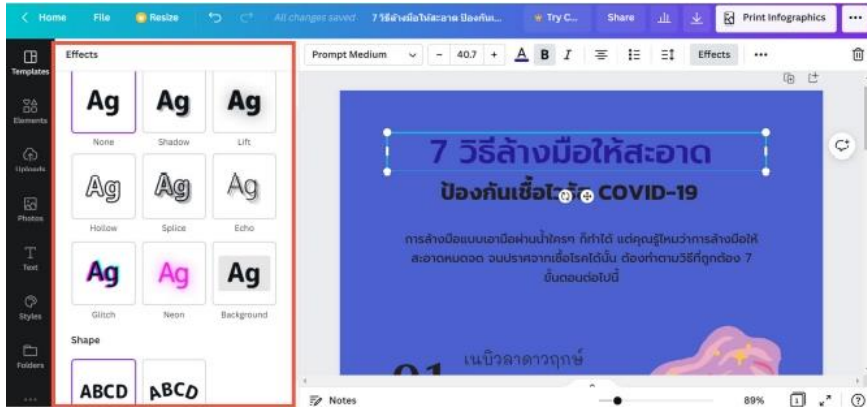 Home File Resize All changes saved 7 วิธีล้างมือให้สะอาด ป้องกัน... Try C... Share Print Infographics
Templates
Elements
Uploads
Photos
Text
Styles
Folders
Effects
Ag Ag Ag
None Shadow Lift
Ag Ag Ag
Hollow Splice Echo
Ag Ag Ag
Glitch Neon Background
Shape
ABCD ABCD
Prompt Medium - 40.7 + A B I Effects
7 วิธีล้างมือให้สะอาด
ป้องกันเชื้อไวรัส COVID-19
การล้างมือแบบเอามือผ่านน้ำใครๆ ก็ทำได้ แต่คุณรู้ไหมว่าการล้างมือให้
สะอาดหมดจด จนปราศจากเชื้อโรคได้นั้น ต้องทำตามวิธีที่ถูกต้อง 7
ขั้นตอนต่อไปนี้
01 เนบิวลาดาวฤกษ์
Notes 89% 1